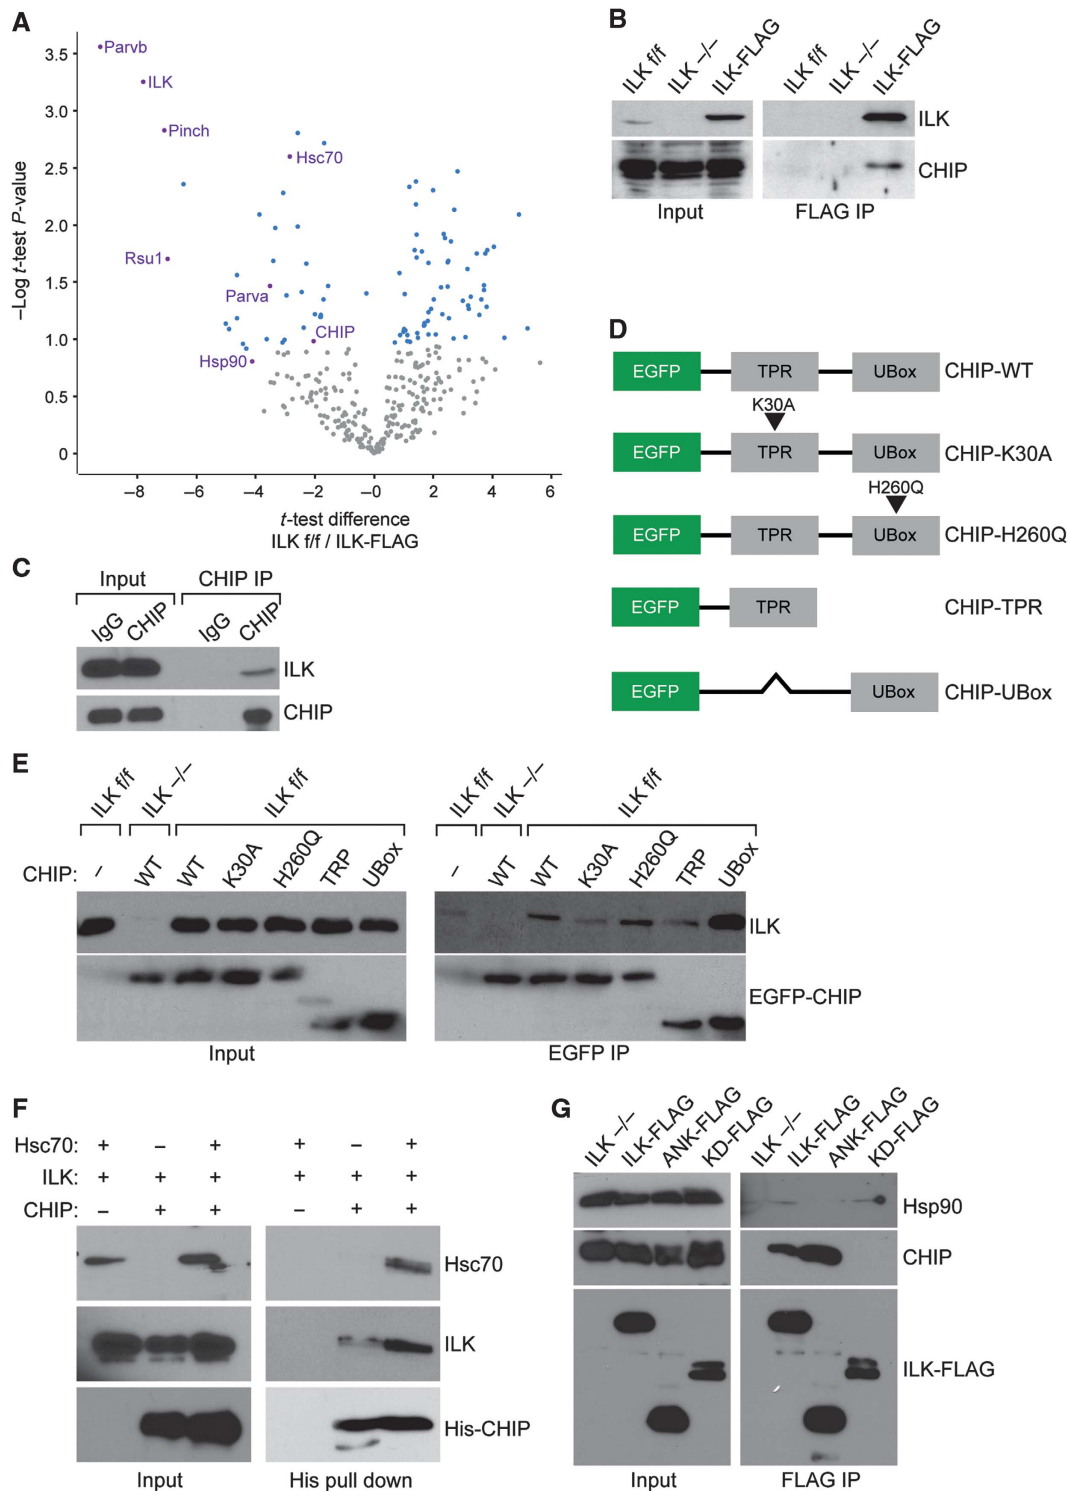 A
–Log t-test P-value
3.5
3.0
2.5
2.0
1.5
1.0
0.5
0
Parvb
ILK
Pinch
Hsc70
Rsu1
Parva
CHIP
Hsp90
–8
–6
–4
–2
–0
2
4
6
t-test difference
ILK f/f / ILK-FLAG
B
ILK f/f
ILK –/–
ILK-FLAG
ILK f/f
ILK –/–
ILK-FLAG
ILK
CHIP
Input
FLAG IP
C
Input
CHIP IP
IgG
CHIP
IgG
CHIP
ILK
CHIP
D
EGFP
TPR
UBox
CHIP-WT
K30A
EGFP
TPR
UBox
CHIP-K30A
H260Q
EGFP
TPR
UBox
CHIP-H260Q
EGFP
TPR
CHIP-TPR
EGFP
UBox
CHIP-UBox
E
ILK f/f
ILK –/–
ILK f/f
ILK f/f
ILK –/–
ILK f/f
CHIP:
–
WT
WT
K30A
H260Q
TRP
UBox
–
WT
WT
K30A
H260Q
TRP
UBox
ILK
EGFP-CHIP
Input
EGFP IP
F
Hsc70: + – + + – +
ILK: + + + + + +
CHIP: – + + – + +
Hsc70
ILK
His-CHIP
Input
His pull down
G
ILK –/–
ILK-FLAG
ANK-FLAG
KD-FLAG
ILK –/–
ILK-FLAG
ANK-FLAG
KD-FLAG
Hsp90
CHIP
ILK-FLAG
Input
FLAG IP